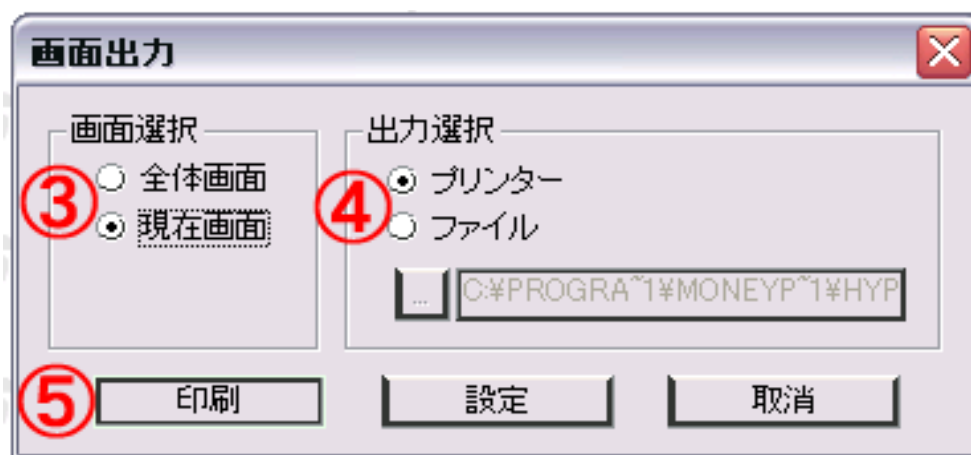 画面出力
画面選択
③ 全体画面
現在画面
出力選択
④ プリンター
ファイル
... C:¥PROGRA~1¥MONEYP~1¥HYP
⑤ 印刷 設定 取消